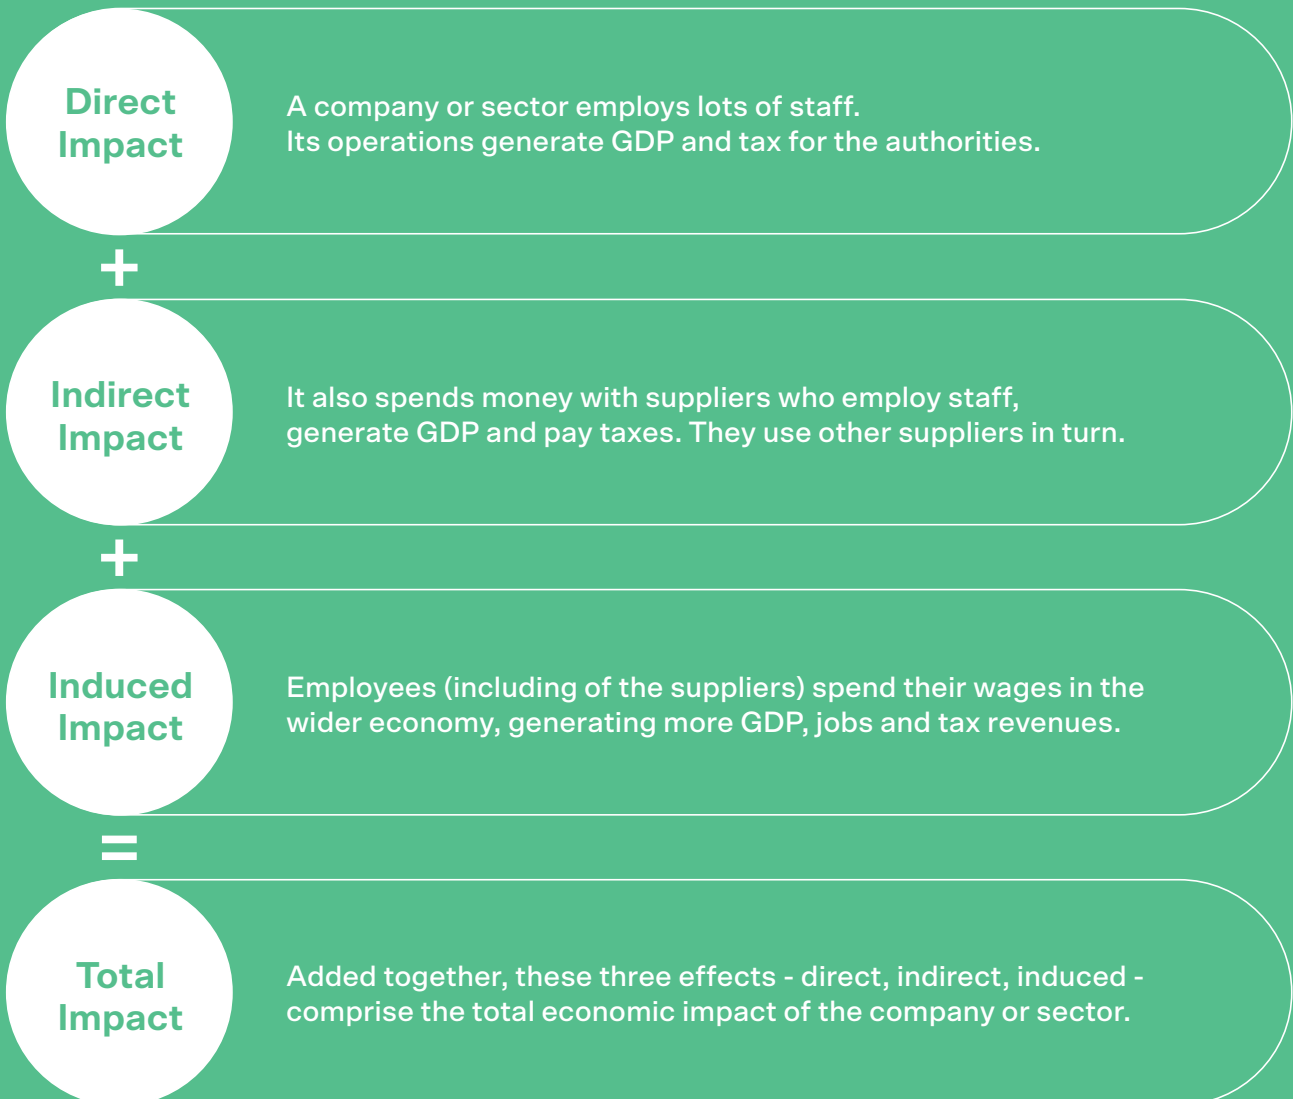 Direct
Impact
A company or sector employs lots of staff.
Its operations generate GDP and tax for the authorities.
+
Indirect
Impact
It also spends money with suppliers who employ staff,
generate GDP and pay taxes. They use other suppliers in turn.
+
Induced
Impact
Employees (including of the suppliers) spend their wages in the
wider economy, generating more GDP, jobs and tax revenues.
=
Total
Impact
Added together, these three effects - direct, indirect, induced -
comprise the total economic impact of the company or sector.